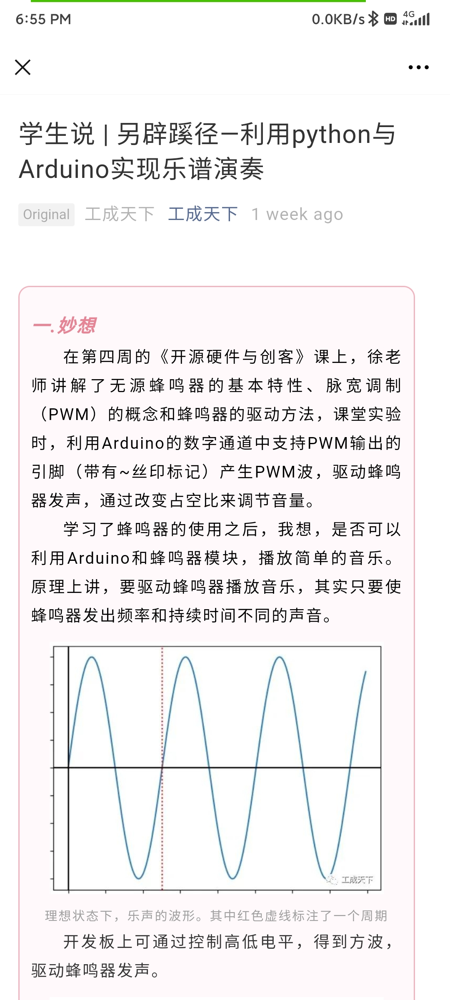 6:55 PM
0.0KB/s HD 4G
学生说 | 另辟蹊径—利用python与
Arduino实现乐谱演奏
Original 工成天下 工成天下 1 week ago
一.妙想
在第四周的《开源硬件与创客》课上，徐老
师讲解了无源蜂鸣器的基本特性、脉宽调制
（PWM）的概念和蜂鸣器的驱动方法，课堂实验
时，利用Arduino的数字通道中支持PWM输出的
引脚（带有~丝印标记）产生PWM波，驱动蜂鸣
器发声，通过改变占空比来调节音量。
学习了蜂鸣器的使用之后，我想，是否可以
利用Arduino和蜂鸣器模块，播放简单的音乐。
原理上讲，要驱动蜂鸣器播放音乐，其实只要使
蜂鸣器发出频率和持续时间不同的声音。
工成天下
理想状态下，乐声的波形。其中红色虚线标注了一个周期
开发板上可通过控制高低电平，得到方波，
驱动蜂鸣器发声。